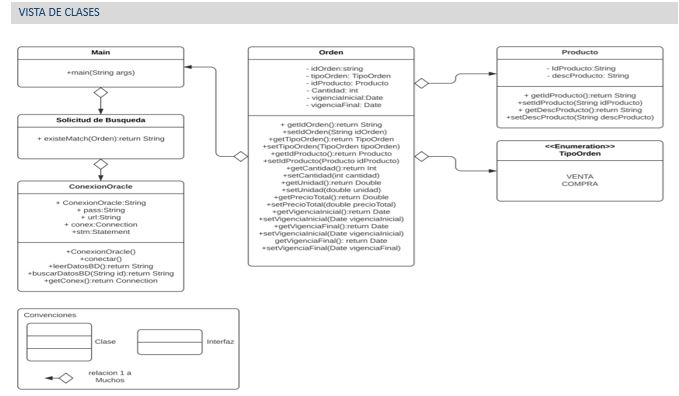 VISTA DE CLASES
Main
+main(String args)
Solicitud de Busqueda
+ existeMatch(Orden):return String
ConexionOracle
+ ConexionOracle:String
+ pass:String
+ url:String
+ conex:Connection
+stm:Statement
+ConexionOracle()
+conectar()
+leerDatosBD():return String
+buscarDatosBD(String id):return String
+getConex():return Connection
Orden
- idOrden:string
- tipoOrden: TipoOrden
- idProducto: Producto
- Cantidad: int
- vigenciaInicial:Date
- vigenciaFinal: Date
+ getIdOrden():return String
+setIdOrden(String idOrden)
+getTipoOrden():return TipoOrden
+setTipoOrden(TipoOrden tipoOrden)
+getIdProducto():return Producto
+setIdProducto(Producto idProducto)
+getCantidad():return Int
+setCantidad(int cantidad)
+getUnidad():return Double
+setUnidad(double unidad)
+getPrecioTotal():return Double
+setPrecioTotal(double precioTotal)
+getVigenciaInicial():return Date
+setVigenciaInicial(Date vigenciaInicial)
+getVigenciaFinal():return Date
+setVigenciaInicial(Date vigenciaInicial)
getVigenciaFinal(): return Date
+setVigenciaFinal(Date vigenciaFinal)
Producto
- IdProducto:String
- descProducto: String
+ getIdProducto():return String
+setIdProducto(String idProducto)
+ getDescProducto():return String
+setDescProducto(String descProducto)
<<Enumeration>>
TipoOrden
VENTA
COMPRA
Convenciones
Clase
Interfaz
relacion 1 a
Muchos